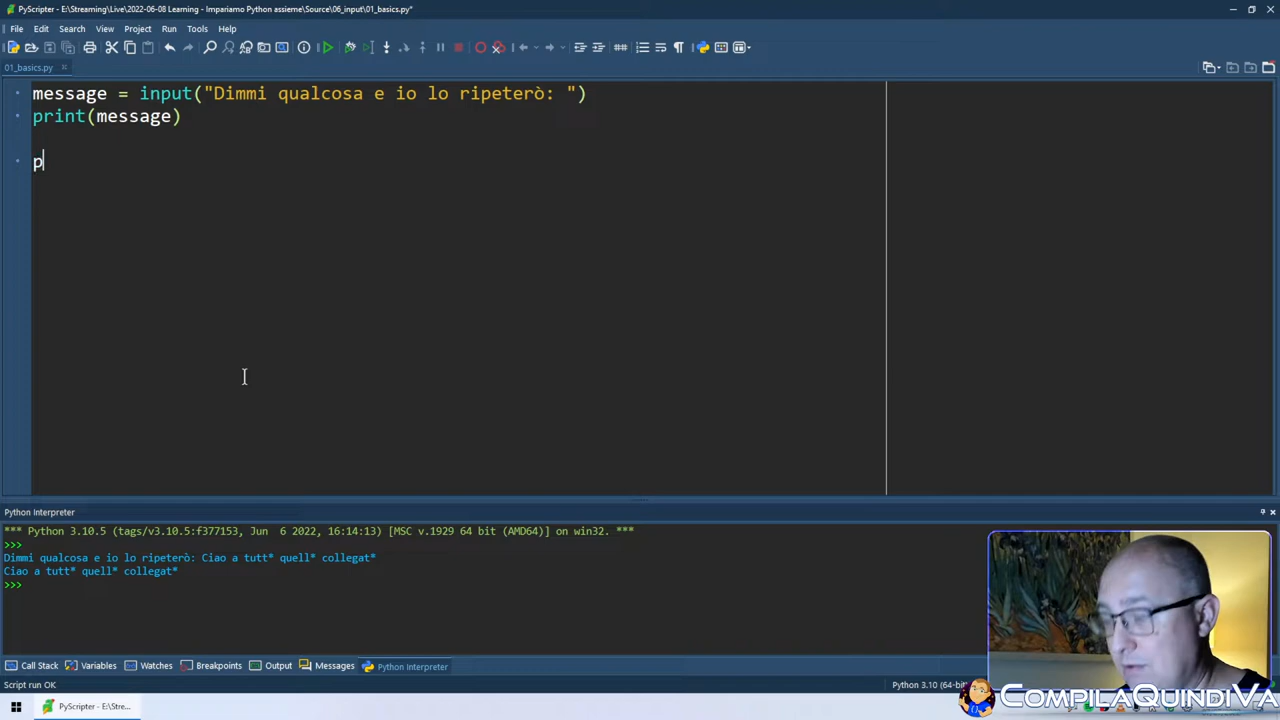 PyScripter - E:\Streaming\Live\2022-06-08 Learning - Impariamo Python assieme\Source\06_input\01_basics.py*
File Edit Search View Project Run Tools Help
01_basics.py
message = input("Dimmi qualcosa e io lo ripeterò: ")
print(message)
p
Python Interpreter
*** Python 3.10.5 (tags/v3.10.5:f377153, Jun  6 2022, 16:14:13) [MSC v.1929 64 bit (AMD64)] on win32. ***
>>>
Dimmi qualcosa e io lo ripeterò: Ciao a tutt* quell* collegat*
Ciao a tutt* quell* collegat*
>>>
Call Stack Variables Watches Breakpoints Output Messages Python Interpreter
Script run OK Python 3.10 (64-bit)
PyScripter - E:\Stre...
COMPILAQUINDIVA